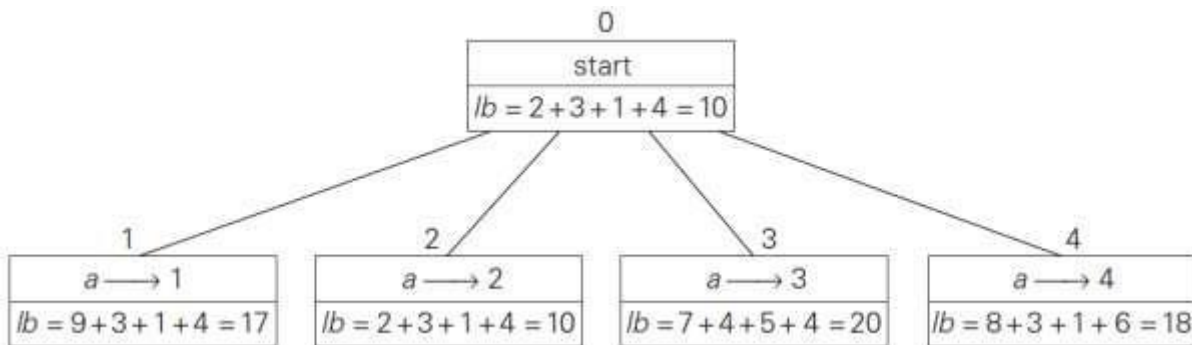 0
start
lb = 2+3+1+4 = 10
1
2
3
4
a ⟶ 1
a ⟶ 2
a ⟶ 3
a ⟶ 4
lb = 9+3+1+4 = 17
lb = 2+3+1+4 = 10
lb = 7+4+5+4 = 20
lb = 8+3+1+6 = 18